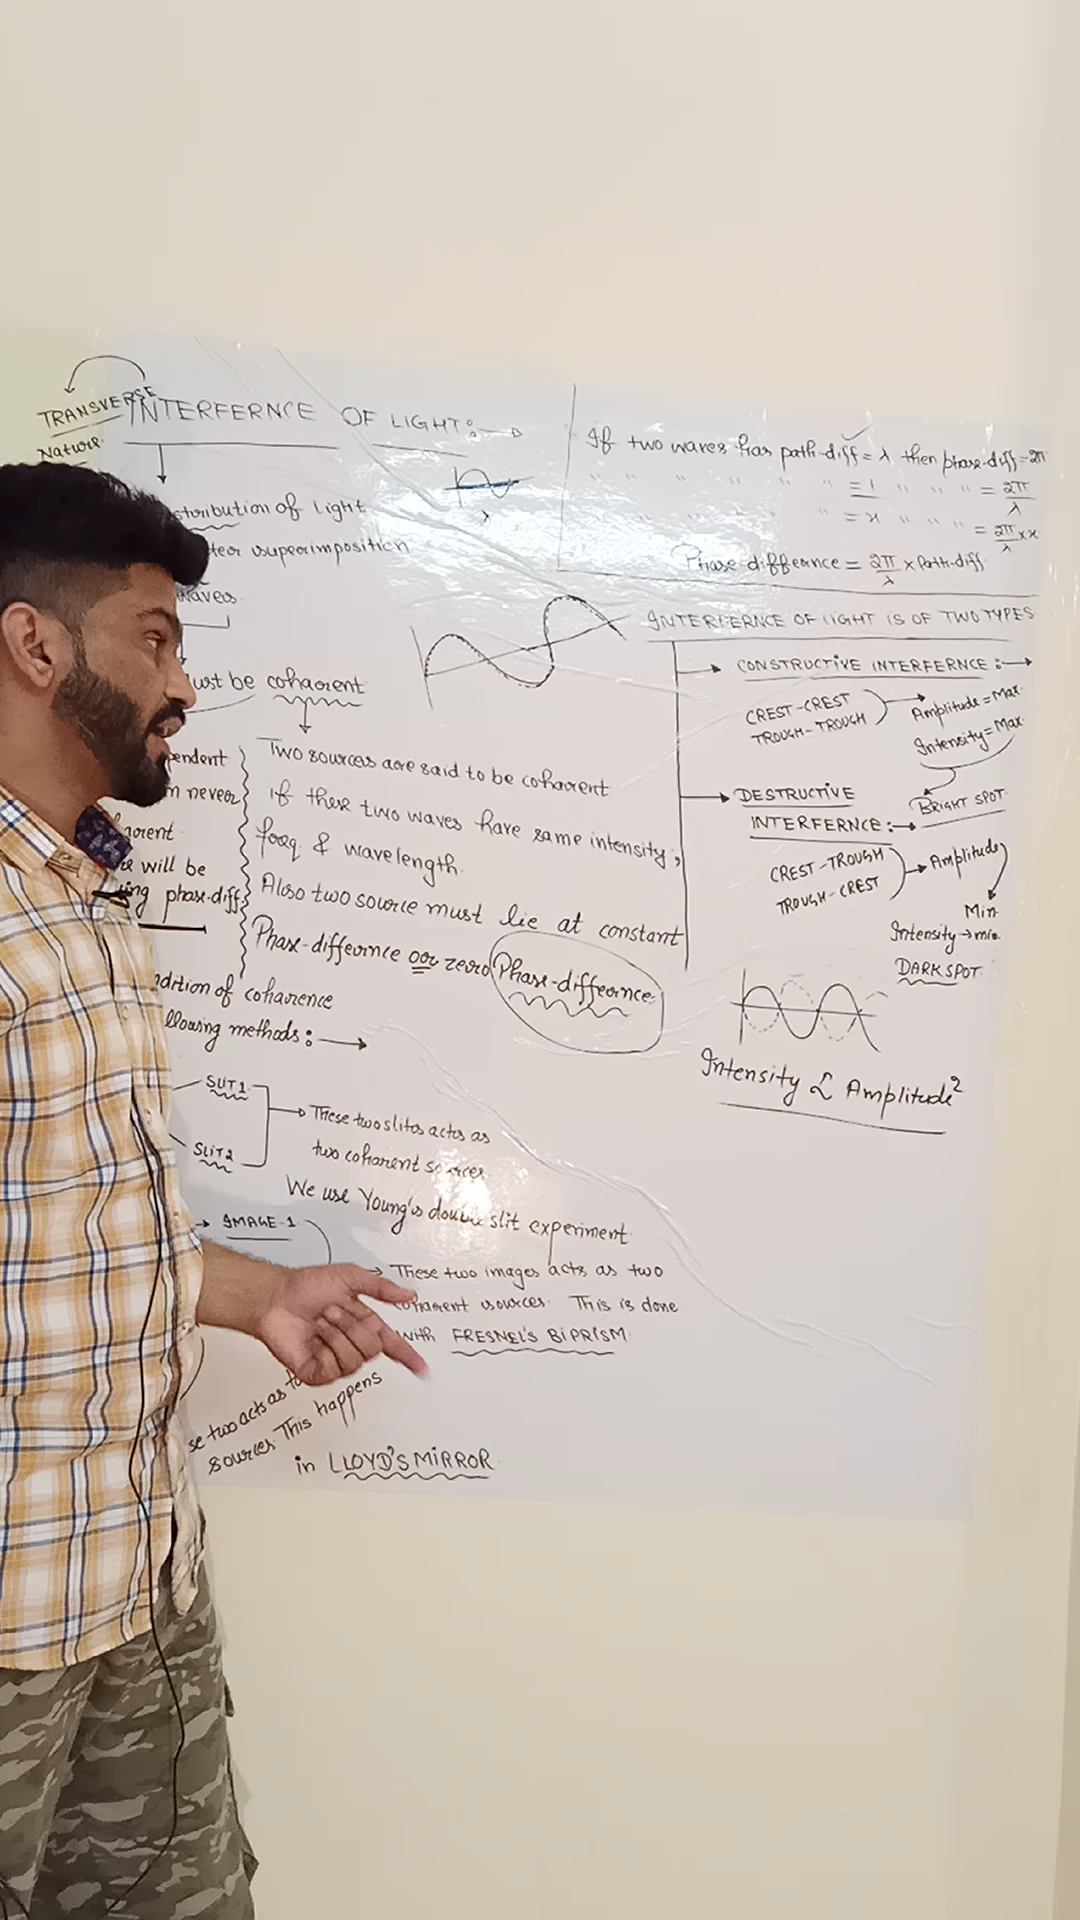 TRANSVERSE
Nature
INTERFERNCE OF LIGHT:-
stribution of light
ter superimposition
waves
ust be coharent
pendent
n never
harent
e will be
ing phase-diff
Two sources are said to be coharent
if these two waves have same intensity,
freq & wavelength.
Also two source must lie at constant
Phase-differnce oor zero Phase-differnce
ndition of coharence
llowing methods:
SLIT1
SLIT2
These two slits acts as
two coharent sources
We use Young's double slit experiment
IMAGE-1
These two images acts as two
coharent sources. This is done
with FRESNEL'S BIPRISM
se two acts as t
sources. This happens
in LLOYD'S MIRROR
If two waves has path-diff = λ then phase-diff = 2π
" " " " " = 1 " " " = 2π/λ
" = x " " " = 2π/λ × x
Phase differnce = 2π/λ × Path-diff
INTERFERNCE OF LIGHT IS OF TWO TYPES
CONSTRUCTIVE INTERFERNCE:-
CREST-CREST
TROUGH-TROUGH
Amplitude = Max
Intensity = Max
BRIGHT SPOT
DESTRUCTIVE
INTERFERNCE:-
CREST-TROUGH
TROUGH-CREST
Amplitude
Min
Intensity → min
DARK SPOT
Intensity ∝ Amplitude²